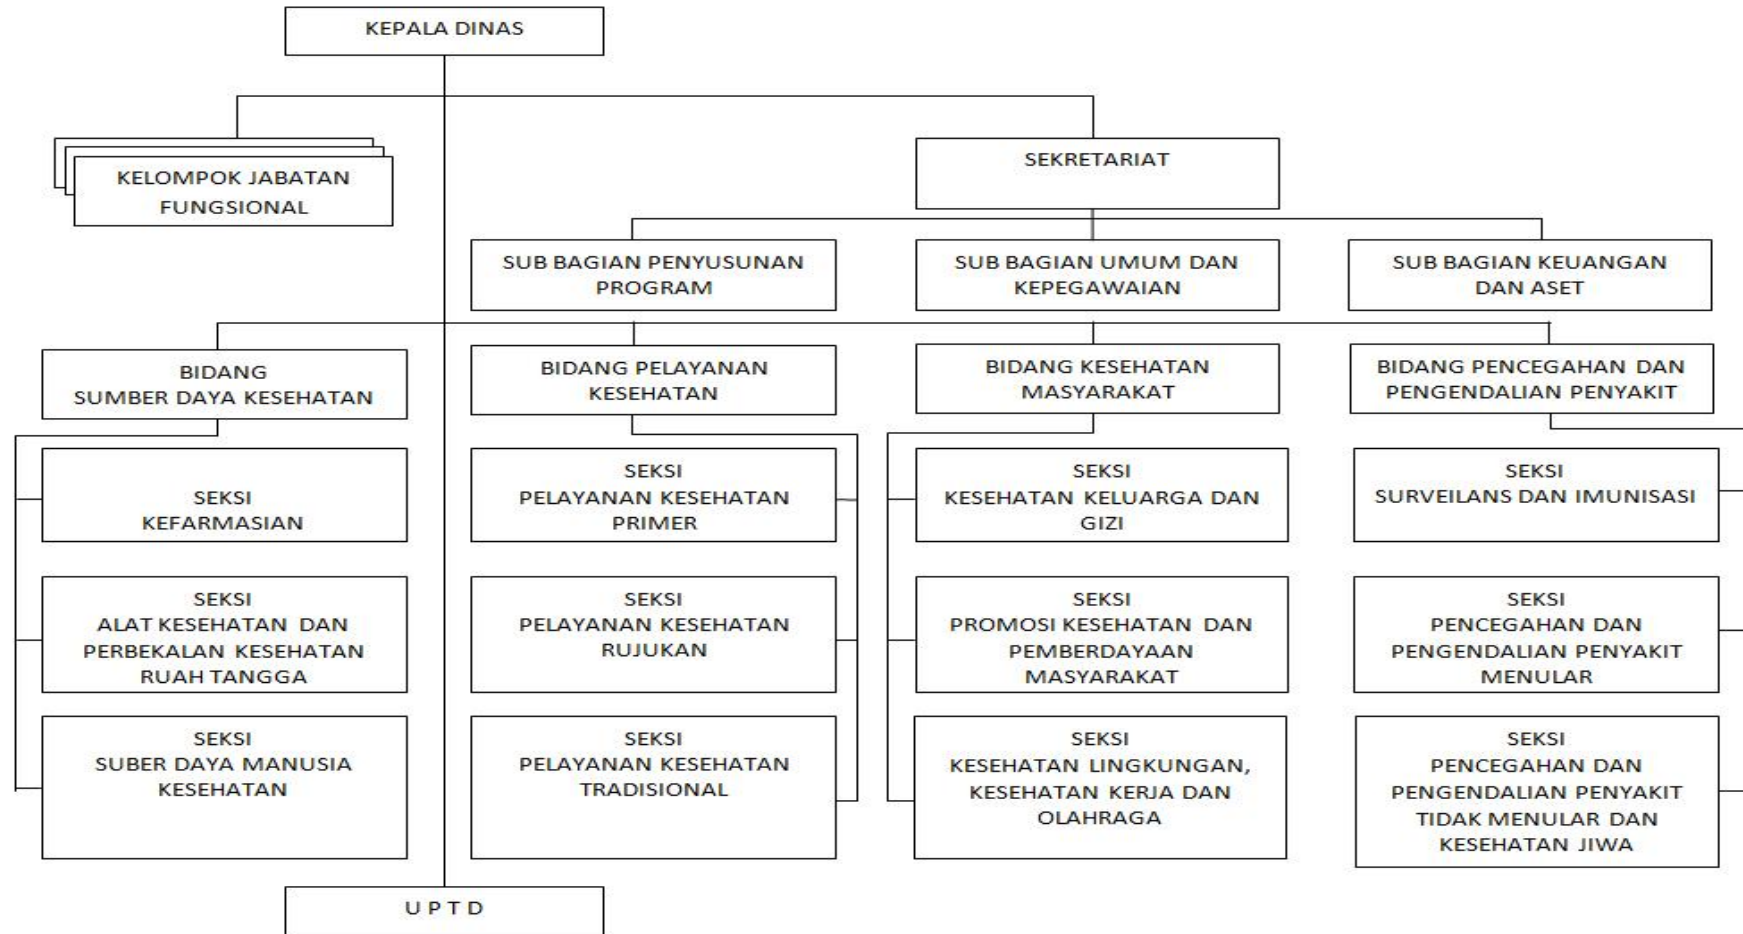 KEPALA DINAS
KELOMPOK JABATAN
FUNGSIONAL
SEKRETARIAT
SUB BAGIAN PENYUSUNAN
PROGRAM
SUB BAGIAN UMUM DAN
KEPEGAWAIAN
SUB BAGIAN KEUANGAN
DAN ASET
BIDANG
SUMBER DAYA KESEHATAN
BIDANG PELAYANAN
KESEHATAN
BIDANG KESEHATAN
MASYARAKAT
BIDANG PENCEGAHAN DAN
PENGENDALIAN PENYAKIT
SEKSI
KEFARMASIAN
SEKSI
PELAYANAN KESEHATAN
PRIMER
SEKSI
KESEHATAN KELUARGA DAN
GIZI
SEKSI
SURVEILANS DAN IMUNISASI
SEKSI
ALAT KESEHATAN DAN
PERBEKALAN KESEHATAN
RUAH TANGGA
SEKSI
PELAYANAN KESEHATAN
RUJUKAN
SEKSI
PROMOSI KESEHATAN DAN
PEMBERDAYAAN
MASYARAKAT
SEKSI
PENCEGAHAN DAN
PENGENDALIAN PENYAKIT
MENULAR
SEKSI
SUBER DAYA MANUSIA
KESEHATAN
SEKSI
PELAYANAN KESEHATAN
TRADISIONAL
SEKSI
KESEHATAN LINGKUNGAN,
KESEHATAN KERJA DAN
OLAHRAGA
SEKSI
PENCEGAHAN DAN
PENGENDALIAN PENYAKIT
TIDAK MENULAR DAN
KESEHATAN JIWA
U P T D